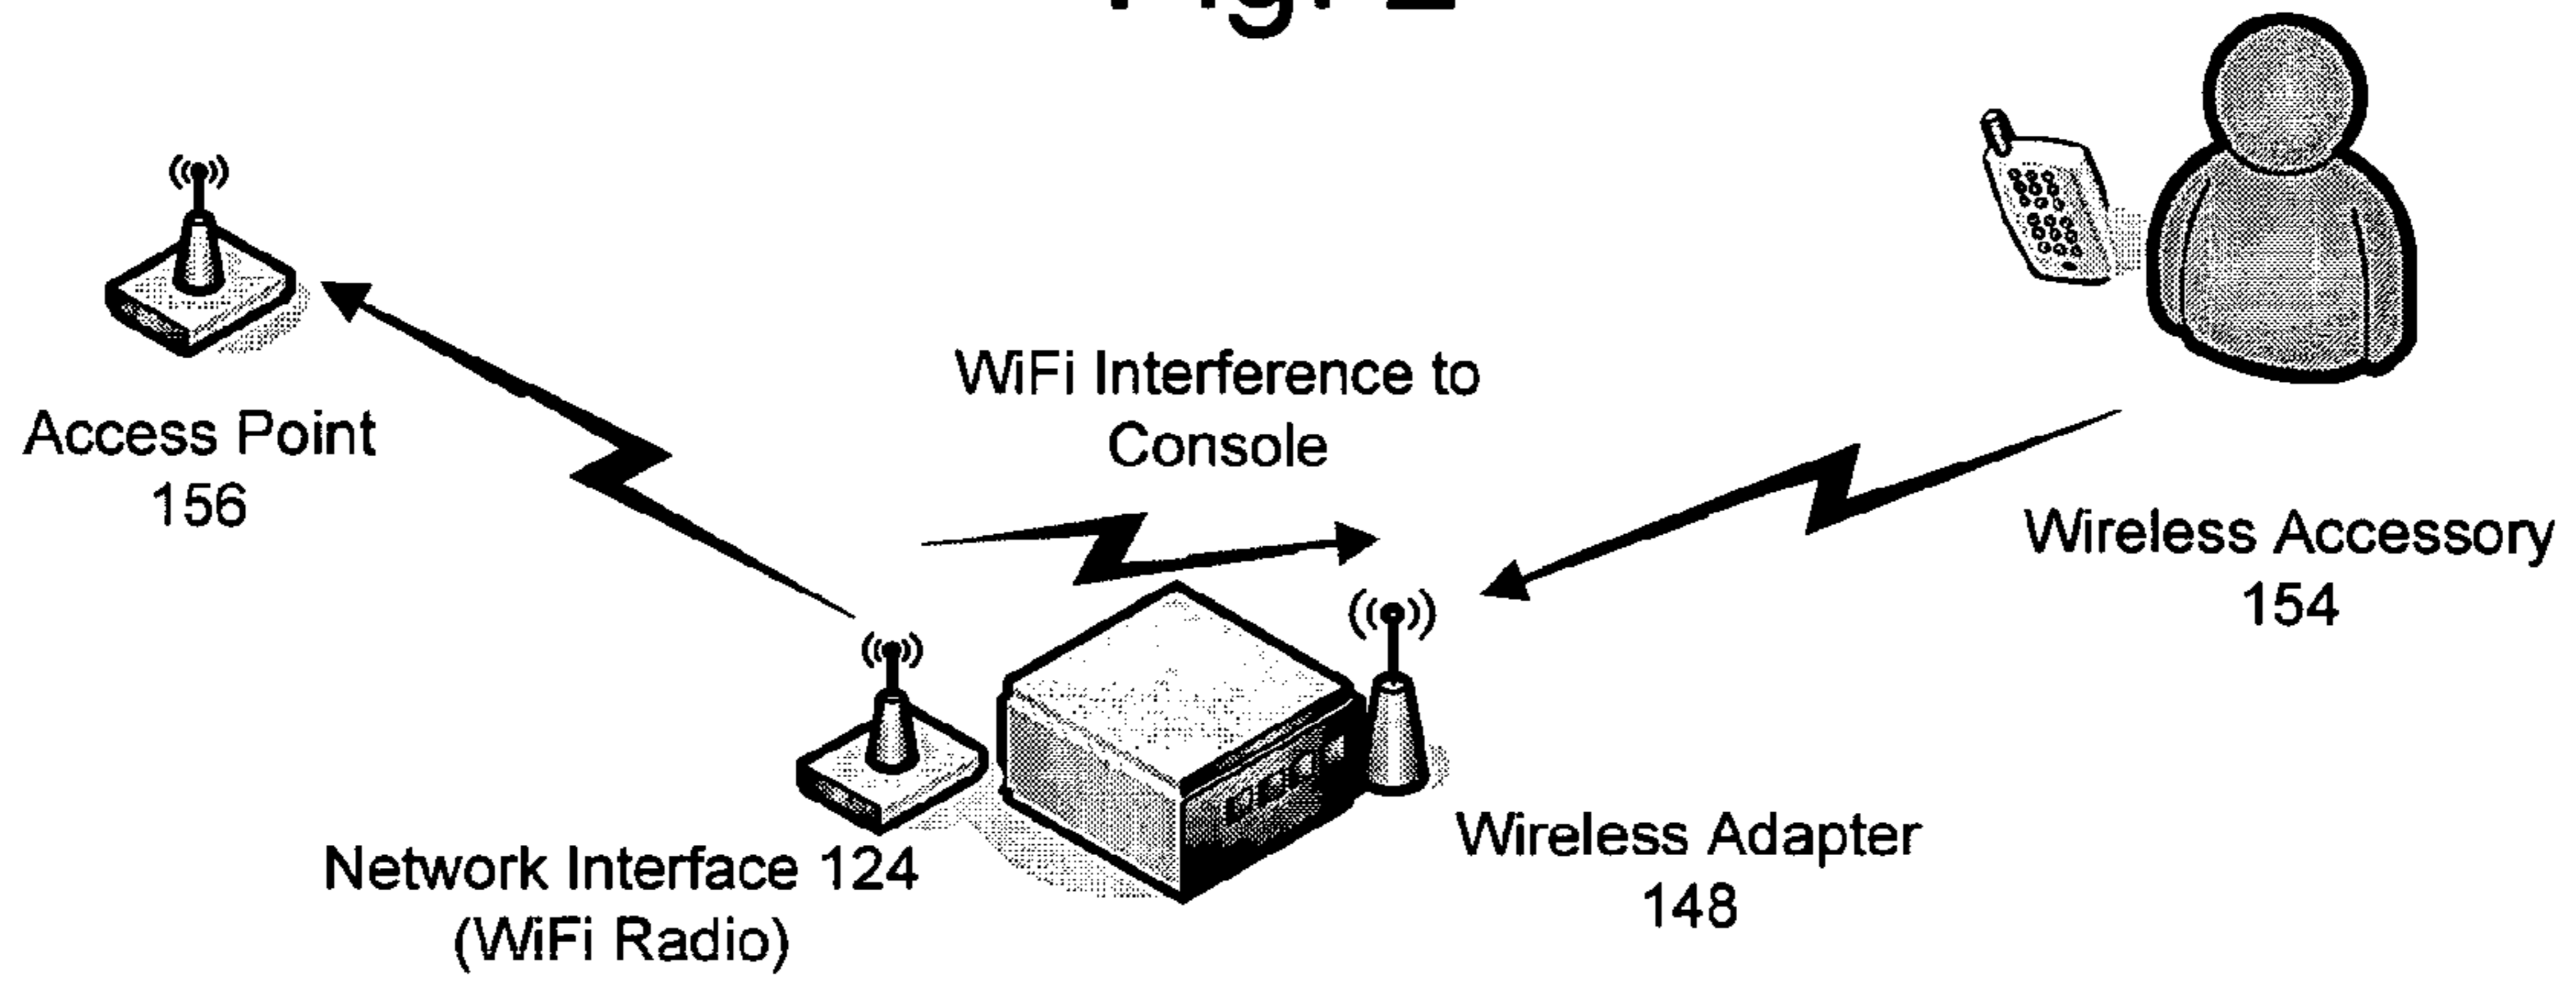 WiFi Interference to
Console
Access Point
156
Wireless Accessory
154
Network Interface 124
(WiFi Radio)
Wireless Adapter
148